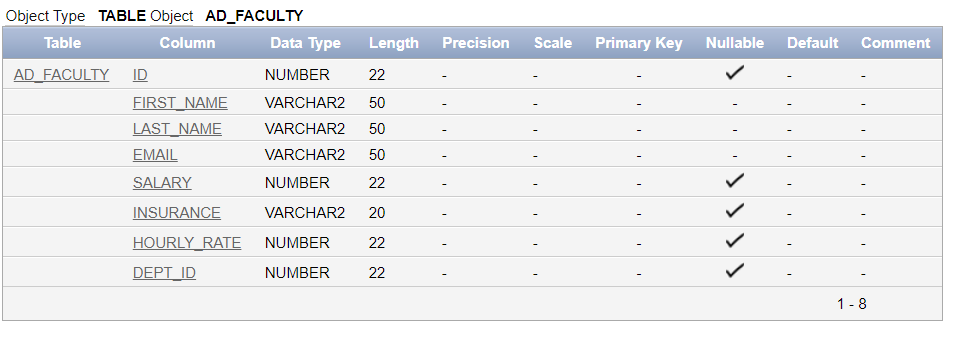 Object Type TABLE Object AD_FACULTY
Table Column Data Type Length Precision Scale Primary Key Nullable Default Comment
AD_FACULTY ID NUMBER 22 - - - ✓ - -
FIRST_NAME VARCHAR2 50 - - - - - -
LAST_NAME VARCHAR2 50 - - - - - -
EMAIL VARCHAR2 50 - - - - - -
SALARY NUMBER 22 - - - ✓ - -
INSURANCE VARCHAR2 20 - - - ✓ - -
HOURLY_RATE NUMBER 22 - - - ✓ - -
DEPT_ID NUMBER 22 - - - ✓ - -
1 - 8